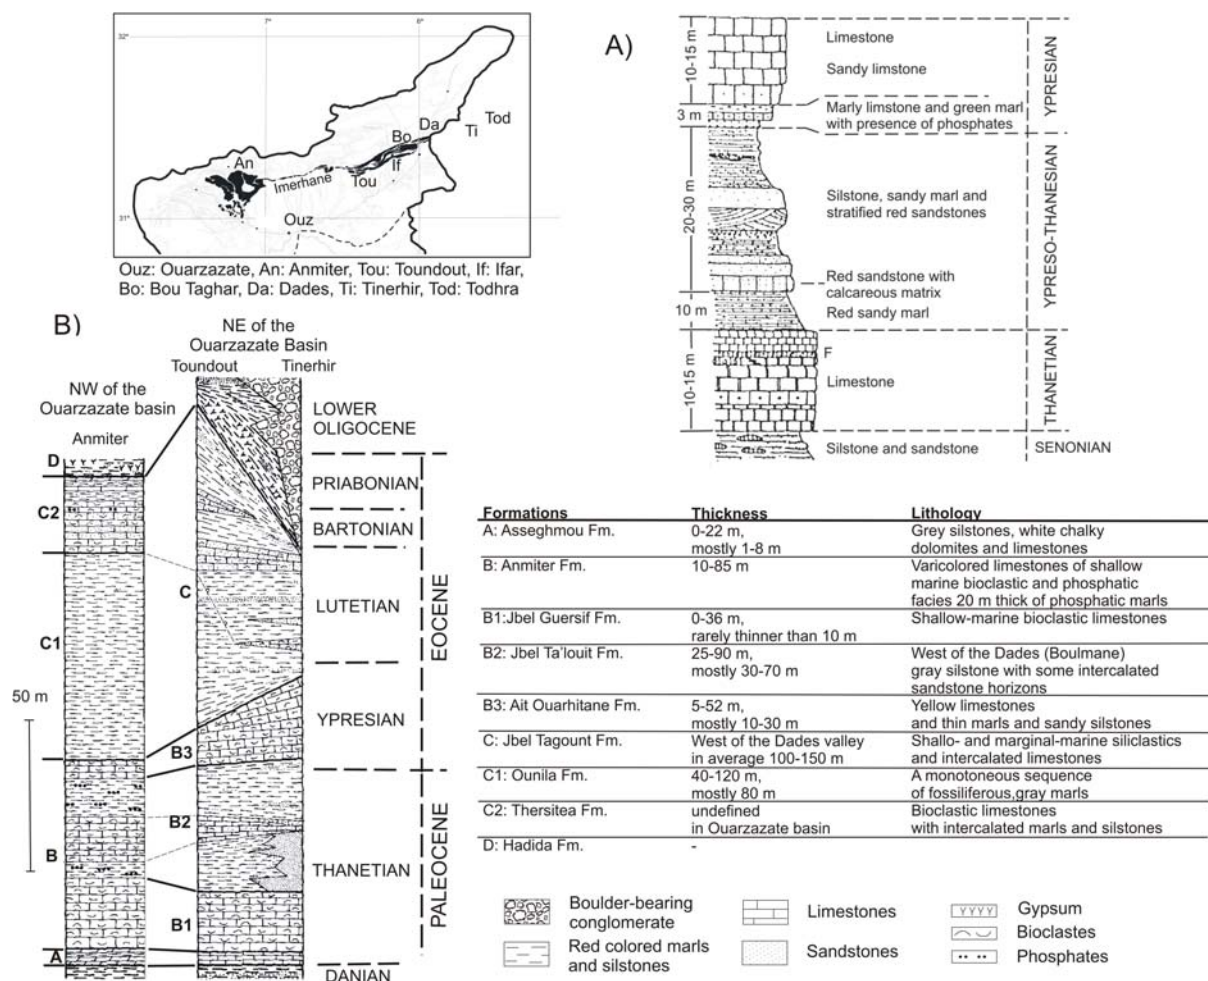 32°
7°
6°
31°
An
Imerhane
Tou
Bo
Da
If
Ti
Tod
Ouz
Ouz: Ouarzazate, An: Anmiter, Tou: Toundout, If: Ifar,
Bo: Bou Taghar, Da: Dades, Ti: Tinerhir, Tod: Todhra
A)
10-15 m
3 m
20-30 m
10 m
10-15 m
Limestone
Sandy limstone
Marly limstone and green marl
with presence of phosphates
Silstone, sandy marl and
stratified red sandstones
Red sandstone with
calcareous matrix
Red sandy marl
F
Limestone
Silstone and sandstone
YPRESIAN
YPRESO-THANESIAN
THANETIAN
SENONIAN
B)
NE of the
Ouarzazate Basin
Toundout Tinerhir
NW of the
Ouarzazate basin
Anmiter
D
C2
C1
50 m
B
A
C
B3
B2
B1
LOWER
OLIGOCENE
PRIABONIAN
BARTONIAN
LUTETIAN
YPRESIAN
THANETIAN
DANIAN
EOCENE
PALEOCENE
Formations Thickness Lithology
A: Asseghmou Fm. 0-22 m, Grey silstones, white chalky
mostly 1-8 m dolomites and limestones
B: Anmiter Fm. 10-85 m Varicolored limestones of shallow
marine bioclastic and phosphatic
facies 20 m thick of phosphatic marls
B1:Jbel Guersif Fm. 0-36 m, Shallow-marine bioclastic limestones
rarely thinner than 10 m
B2: Jbel Ta'louit Fm. 25-90 m, West of the Dades (Boulmane)
mostly 30-70 m gray silstone with some intercalated
sandstone horizons
B3: Ait Ouarhitane Fm. 5-52 m, Yellow limestones
mostly 10-30 m and thin marls and sandy silstones
C: Jbel Tagount Fm. West of the Dades valley Shallo- and marginal-marine siliclastics
in average 100-150 m and intercalated limestones
C1: Ounila Fm. 40-120 m, A monotoneous sequence
mostly 80 m of fossiliferous,gray marls
C2: Thersitea Fm. undefined Bioclastic limestones
in Ouarzazate basin with intercalated marls and silstones
D: Hadida Fm. -
Boulder-bearing
conglomerate
Red colored marls
and silstones
Limestones
Sandstones
Gypsum
Bioclastes
Phosphates